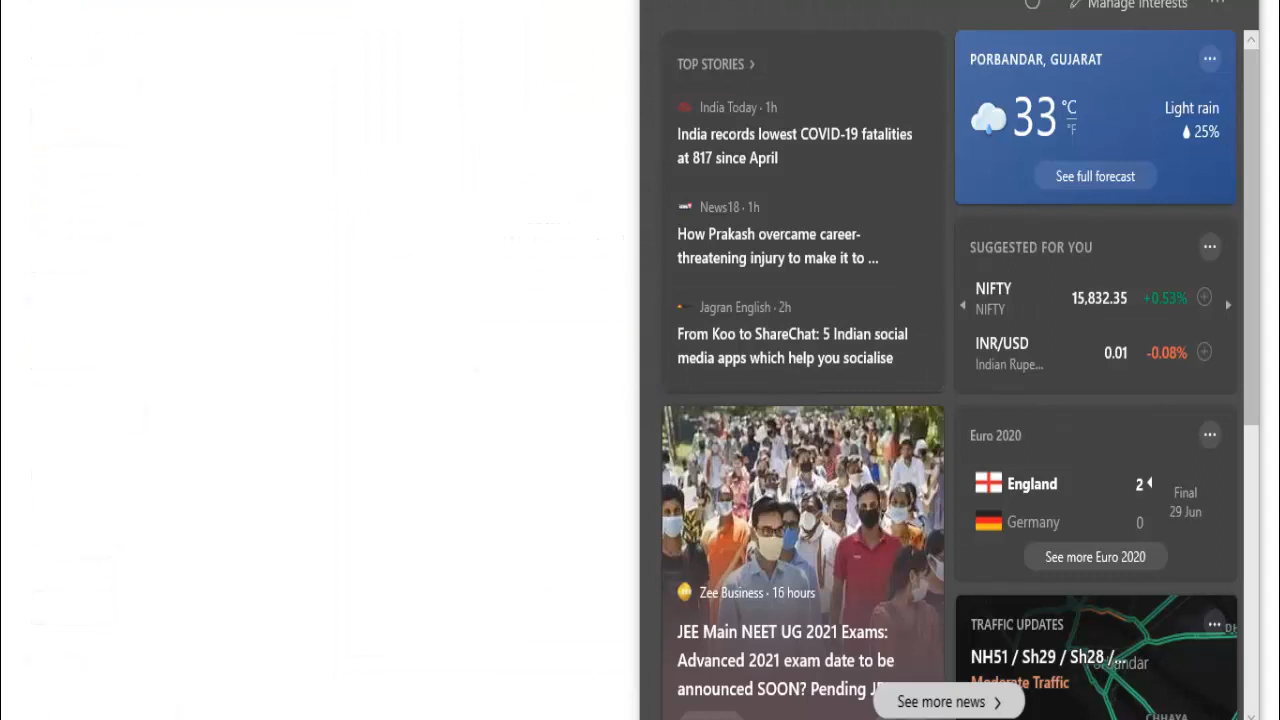 Manage interests
TOP STORIES
India Today · 1h
India records lowest COVID-19 fatalities
at 817 since April
News18 · 1h
How Prakash overcame career-
threatening injury to make it to ...
Jagran English · 2h
From Koo to ShareChat: 5 Indian social
media apps which help you socialise
Zee Business · 16 hours
JEE Main NEET UG 2021 Exams:
Advanced 2021 exam date to be
announced SOON? Pending
See more news
PORBANDAR, GUJARAT
33 °C
°F
Light rain
25%
See full forecast
SUGGESTED FOR YOU
NIFTY 15,832.35 +0.53%
NIFTY
INR/USD 0.01 -0.08%
Indian Rupe...
Euro 2020
England 2
Germany 0
Final
29 Jun
See more Euro 2020
TRAFFIC UPDATES
NH51 / Sh29 / Sh28 /...
Moderate Traffic
CHHAYA